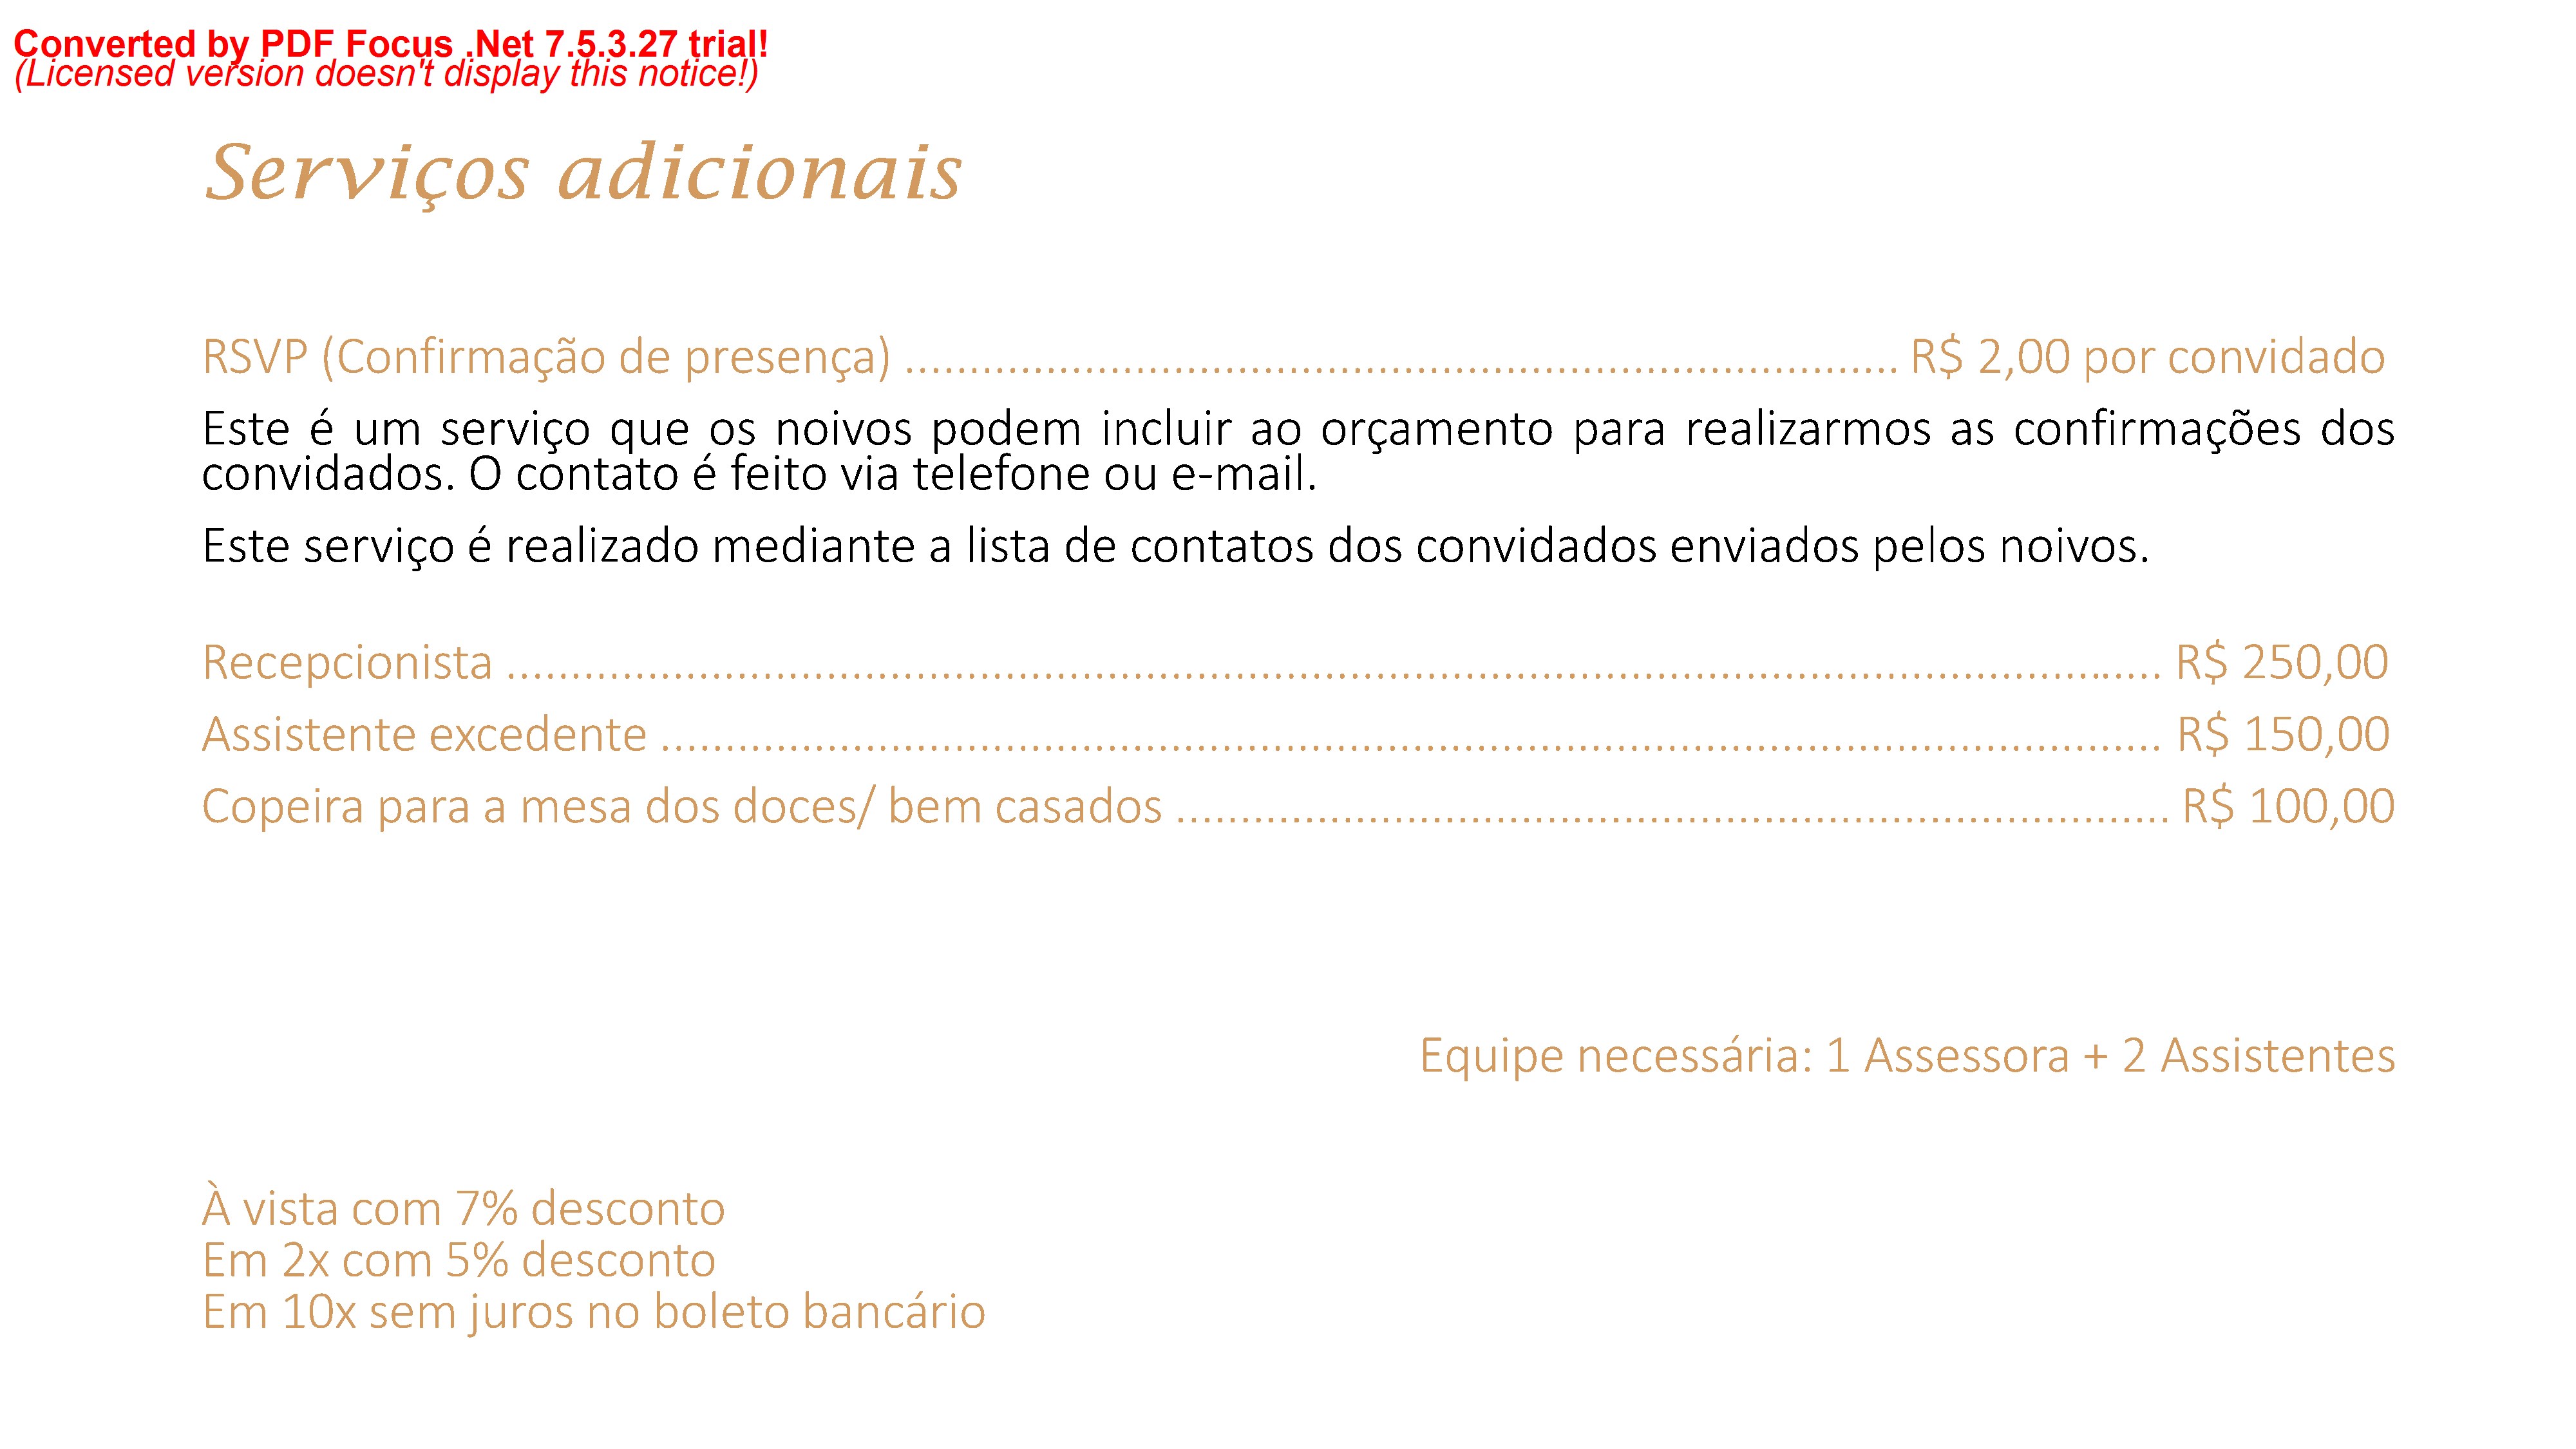 Converted by PDF Focus .Net 7.5.3.27 trial!
(Licensed version doesn't display this notice!)
Serviços adicionais
RSVP (Confirmação de presença) .............................................................................. R$ 2,00 por convidado
Este é um serviço que os noivos podem incluir ao orçamento para realizarmos as confirmações dos
convidados. O contato é feito via telefone ou e-mail.
Este serviço é realizado mediante a lista de contatos dos convidados enviados pelos noivos.
Recepcionista .................................................................................................................................. R$ 250,00
Assistente excedente ...................................................................................................................... R$ 150,00
Copeira para a mesa dos doces/ bem casados .............................................................................. R$ 100,00
Equipe necessária: 1 Assessora + 2 Assistentes
À vista com 7% desconto
Em 2x com 5% desconto
Em 10x sem juros no boleto bancário